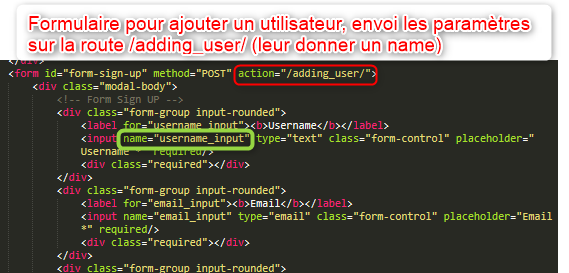 Formulaire pour ajouter un utilisateur, envoi les paramètres
sur la route /adding_user/ (leur donner un name)
<form id="form-sign-up" method="POST" action="/adding_user/">
<div class="modal-body">
<!-- Form Sign UP -->
<div class="form-group input-rounded">
<label for="username_input"><b>Username</b></label>
<input name="username_input" type="text" class="form-control" placeholder="
Username *" required/>
<div class="required"></div>
</div>
<div class="form-group input-rounded">
<label for="email_input"><b>Email</b></label>
<input name="email_input" type="email" class="form-control" placeholder="Email
*" required/>
<div class="required"></div>
</div>
<div class="form-group input-rounded">